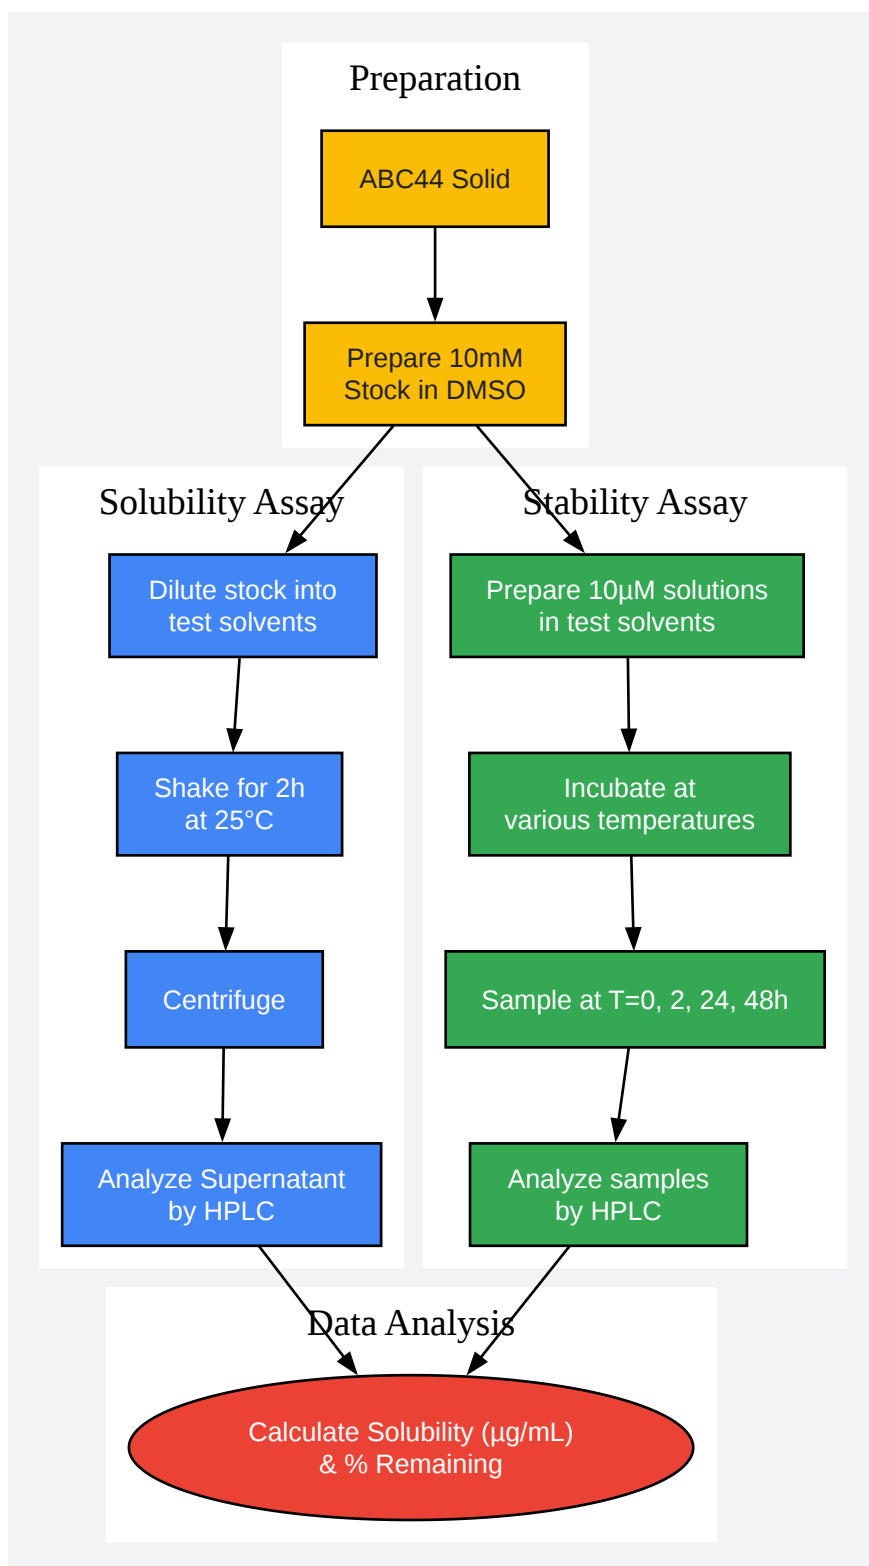 Preparation
ABC44 Solid
Prepare 10mM
Stock in DMSO
Solubility Assay
Dilute stock into
test solvents
Shake for 2h
at 25°C
Centrifuge
Analyze Supernatant
by HPLC
Stability Assay
Prepare 10µM solutions
in test solvents
Incubate at
various temperatures
Sample at T=0, 2, 24, 48h
Analyze samples
by HPLC
Data Analysis
Calculate Solubility (µg/mL)
& % Remaining